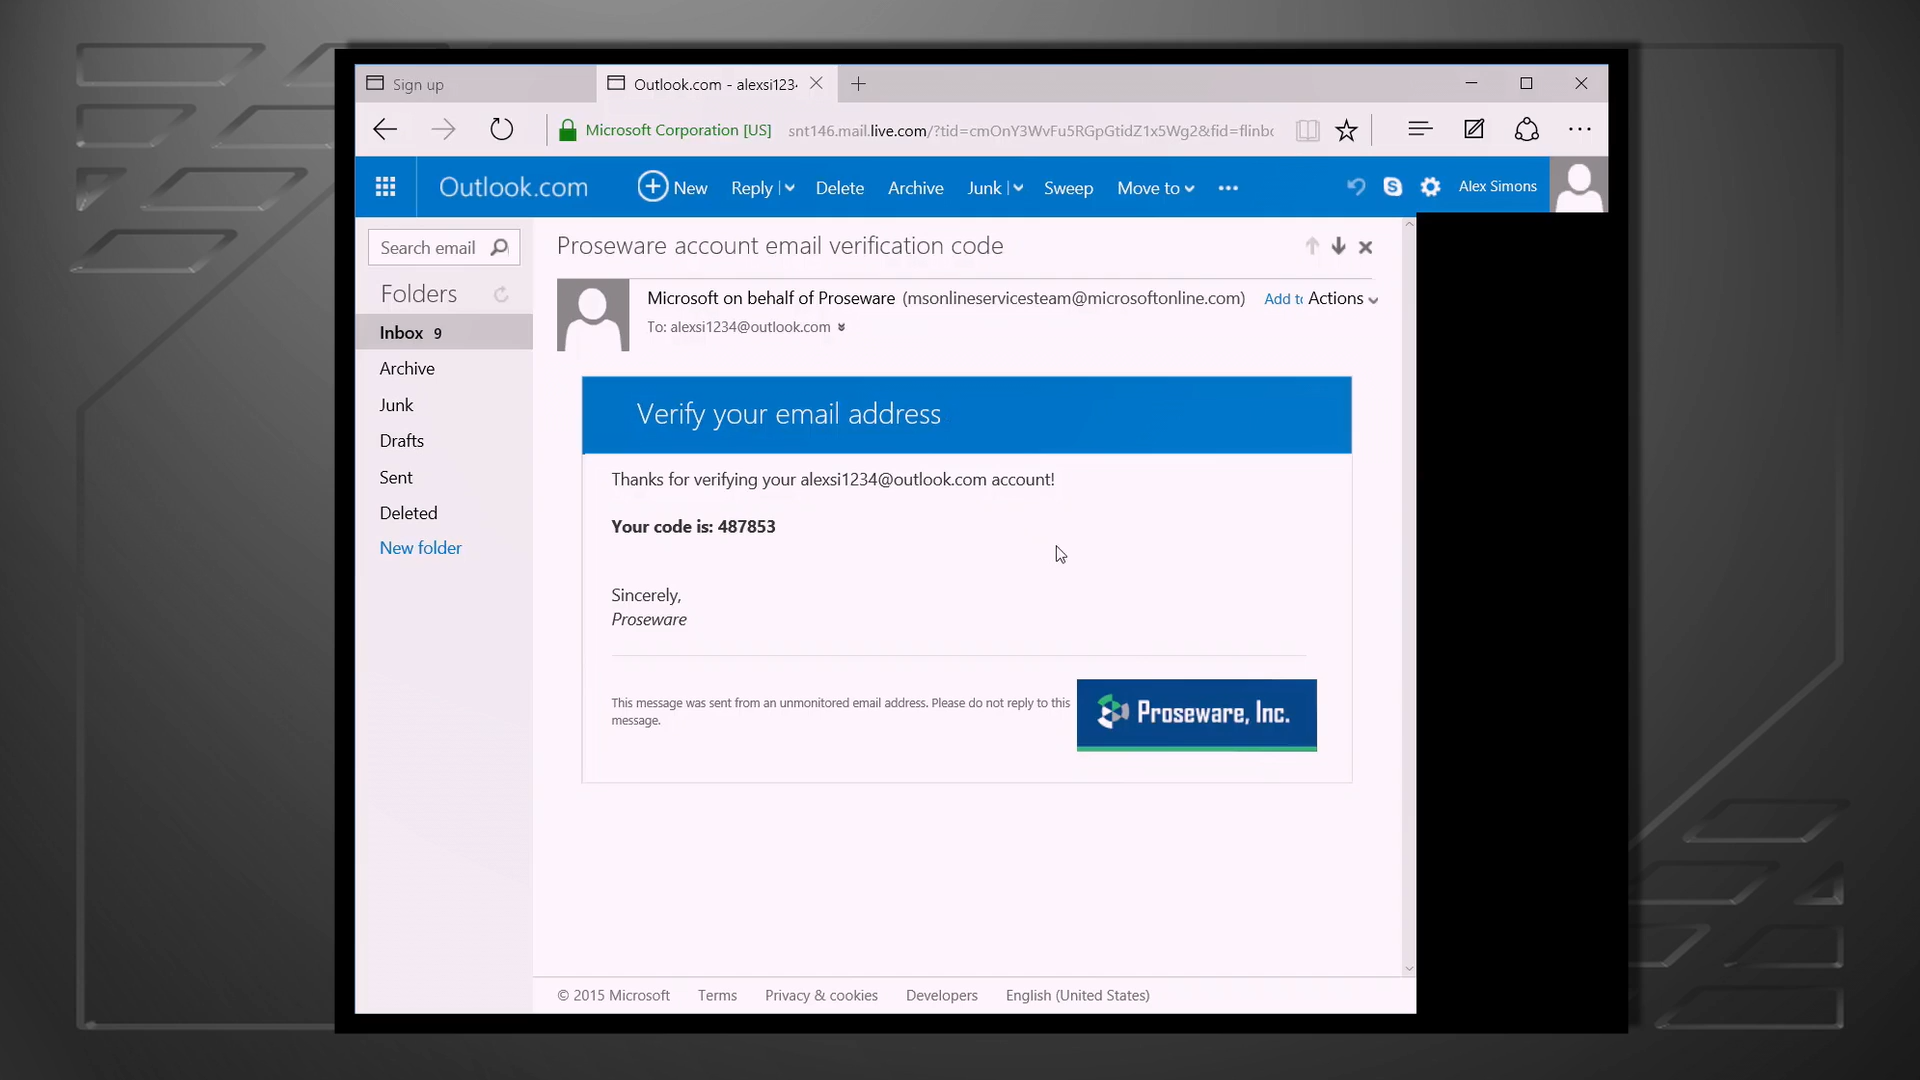 Sign up
Outlook.com - alexsi123
Microsoft Corporation [US] snt146.mail.live.com/?tid=cmOnY3WvFu5RGpGtidZ1x5Wg2&fid=flinbo
Outlook.com New Reply Delete Archive Junk Sweep Move to Alex Simons
Search email
Folders
Inbox 9
Archive
Junk
Drafts
Sent
Deleted
New folder
Proseware account email verification code
Microsoft on behalf of Proseware (msonlineservicesteam@microsoftonline.com) Add to Actions
To: alexsi1234@outlook.com
Verify your email address
Thanks for verifying your alexsi1234@outlook.com account!
Your code is: 487853
Sincerely,
Proseware
This message was sent from an unmonitored email address. Please do not reply to this
message.
Proseware, Inc.
© 2015 Microsoft Terms Privacy & cookies Developers English (United States)